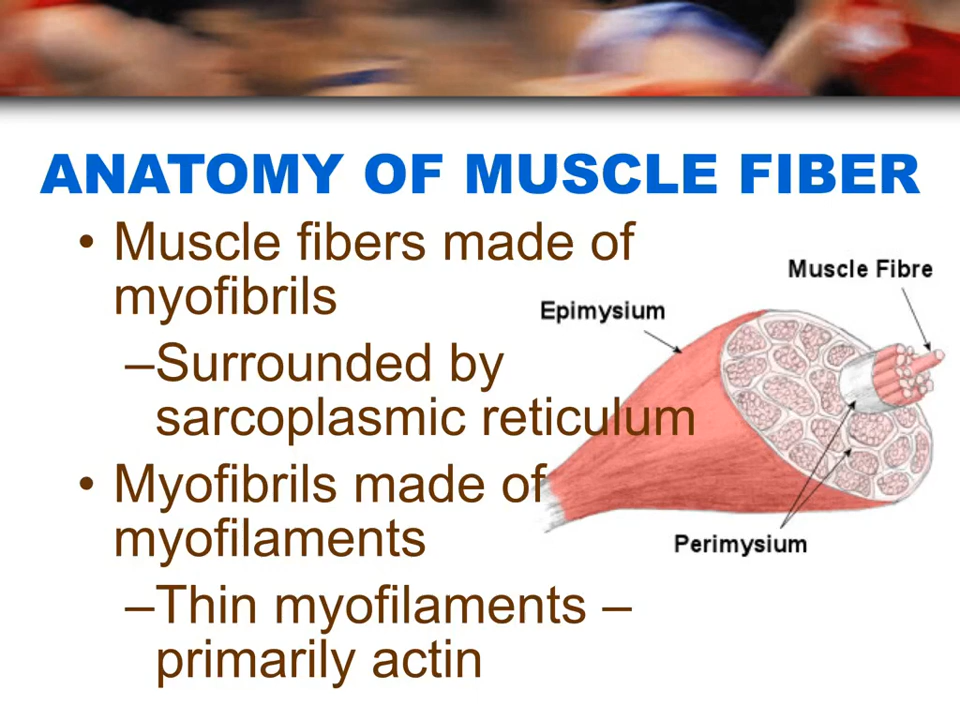 ANATOMY OF MUSCLE FIBER
• Muscle fibers made of
myofibrils
–Surrounded by
sarcoplasmic reticulum
• Myofibrils made of
myofilaments
–Thin myofilaments –
primarily actin
Muscle Fibre
Epimysium
Perimysium